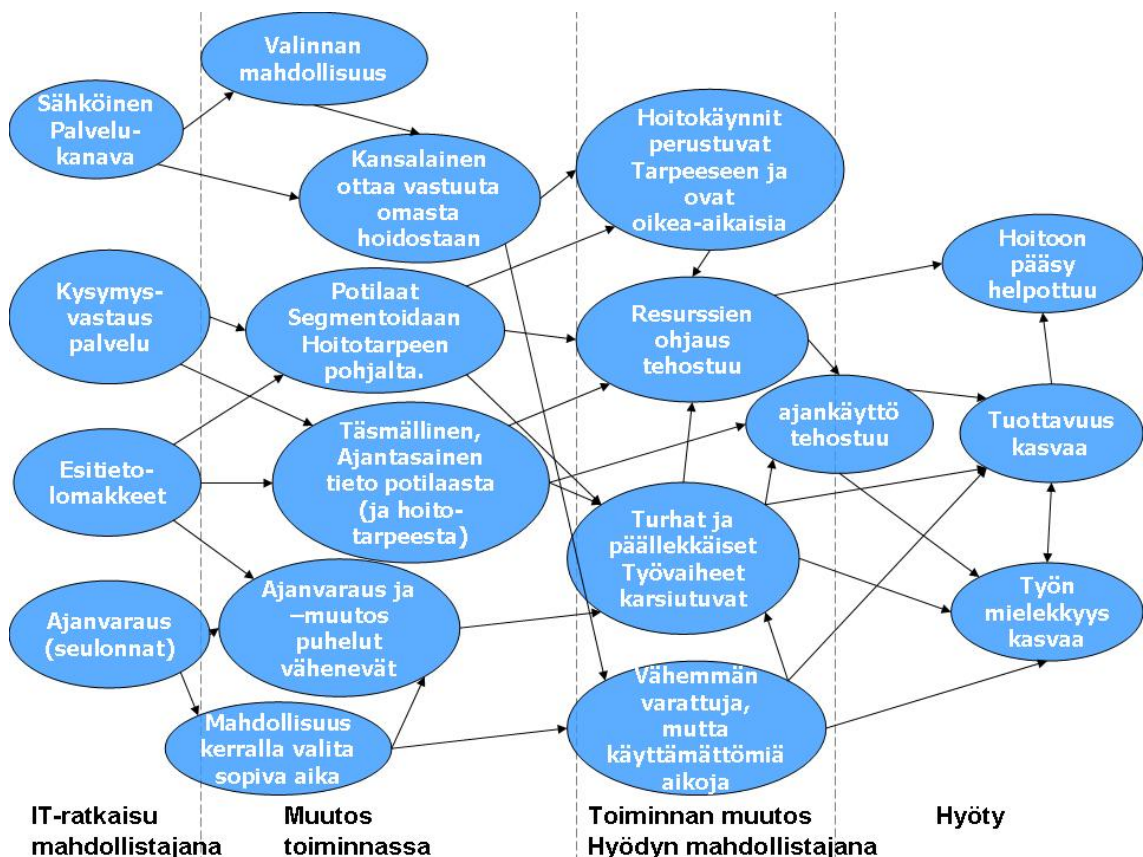 Valinnan
mahdollisuus
Sähköinen
Palvelu-
kanava
Kansalainen
ottaa vastuuta
omasta
hoidostaan
Hoitokäynnit
perustuvat
Tarpeeseen ja
ovat
oikea-aikaisia
Hoitoon
pääsy
helpottuu
Kysymys-
vastaus
palvelu
Potilaat
Segmentoidaan
Hoitotarpeen
pohjalta.
Resurssien
ohjaus
tehostuu
ajankäyttö
tehostuu
Tuottavuus
kasvaa
Esitieto-
lomakkeet
Täsmällinen,
Ajantasainen
tieto potilaasta
(ja hoito-
tarpeesta)
Turhat ja
päällekkäiset
Työvaiheet
karsiutuvat
Työn
mielekkyys
kasvaa
Ajanvaraus
(seulonnat)
Ajanvaraus ja
–muutos
puhelut
vähenevät
Mahdollisuus
kerralla valita
sopiva aika
Vähemmän
varattuja,
mutta
käyttämättömiä
aikoja
IT-ratkaisu
mahdollistajana
Muutos
toiminnassa
Toiminnan muutos
Hyödyn mahdollistajana
Hyöty